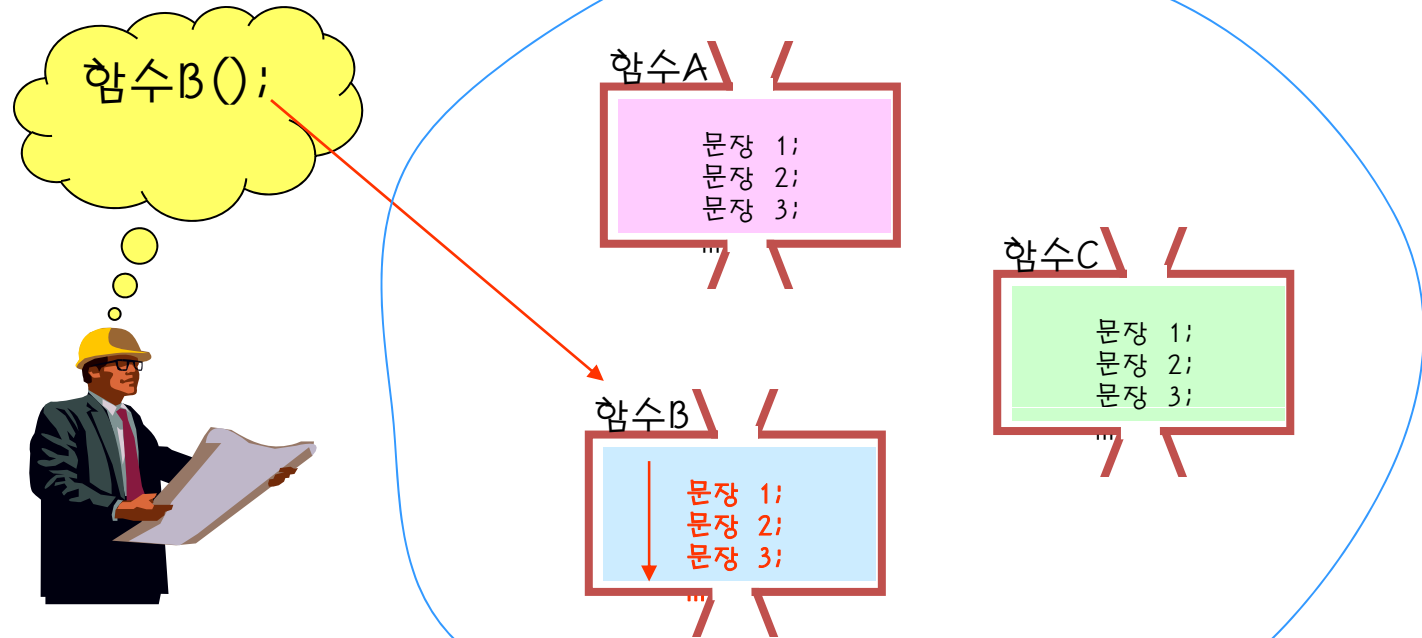 함수B();
함수A
문장 1;
문장 2;
문장 3;
…
함수C
문장 1;
문장 2;
문장 3;
…
함수B
문장 1;
문장 2;
문장 3;
…